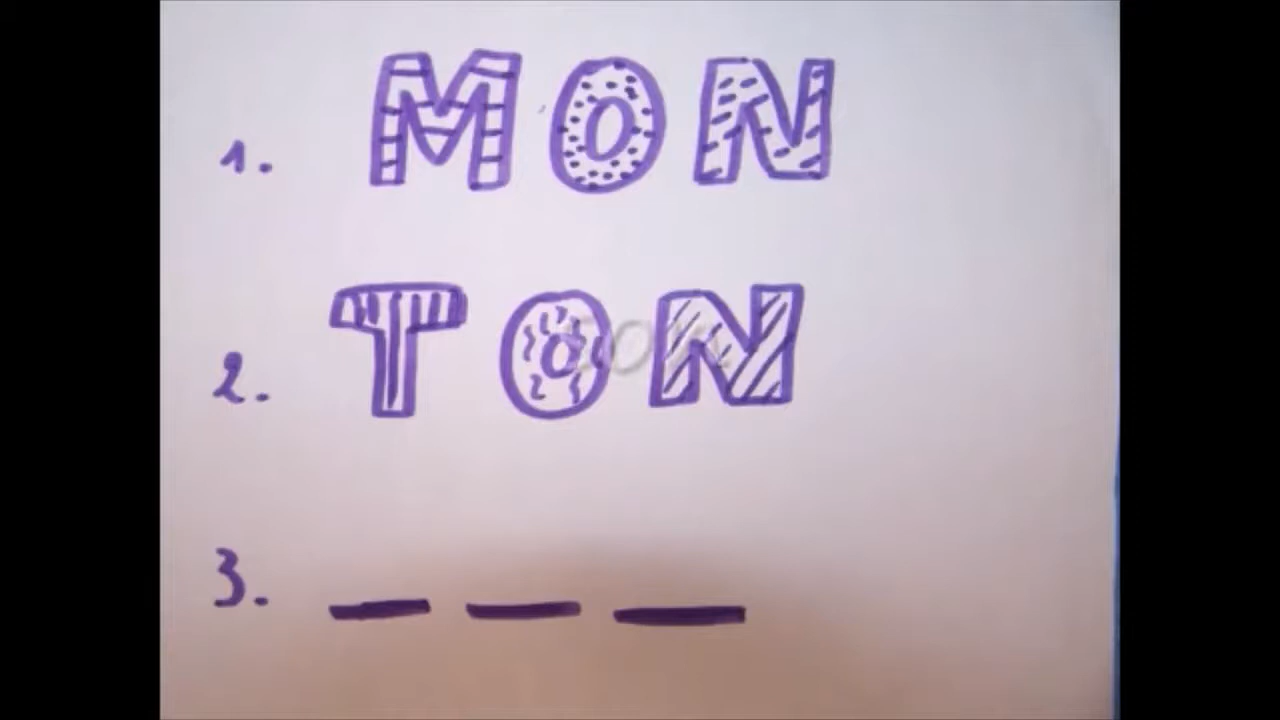 1. MON
2. TON
3. _ _ _